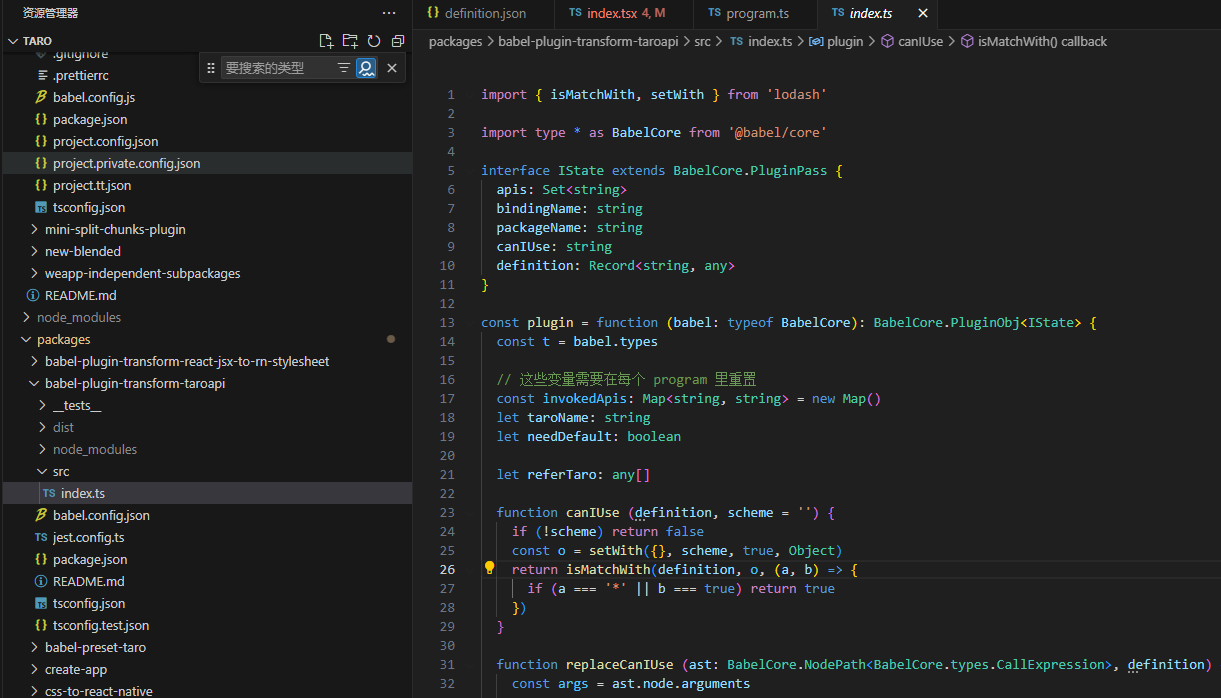 资源管理器
TARO
.gitignore
.prettierrc
babel.config.js
package.json
project.config.json
project.private.config.json
project.tt.json
tsconfig.json
mini-split-chunks-plugin
new-blended
weapp-independent-subpackages
README.md
node_modules
packages
babel-plugin-transform-react-jsx-to-rn-stylesheet
babel-plugin-transform-taroapi
__tests__
dist
node_modules
src
TS index.ts
babel.config.json
TS jest.config.ts
package.json
README.md
tsconfig.json
tsconfig.test.json
babel-preset-taro
create-app
css-to-react-native
要搜索的类型
{} definition.json
TS index.tsx 4, M
TS program.ts
TS index.ts
packages > babel-plugin-transform-taroapi > src > TS index.ts > plugin > canIUse > isMatchWith() callback
1 import { isMatchWith, setWith } from 'lodash'
2
3 import type * as BabelCore from '@babel/core'
4
5 interface IState extends BabelCore.PluginPass {
6 apis: Set<string>
7 bindingName: string
8 packageName: string
9 canIUse: string
10 definition: Record<string, any>
11 }
12
13 const plugin = function (babel: typeof BabelCore): BabelCore.PluginObj<IState> {
14 const t = babel.types
15
16 // 这些变量需要在每个 program 里重置
17 const invokedApis: Map<string, string> = new Map()
18 let taroName: string
19 let needDefault: boolean
20
21 let referTaro: any[]
22
23 function canIUse (definition, scheme = '') {
24 if (!scheme) return false
25 const o = setWith({}, scheme, true, Object)
26 return isMatchWith(definition, o, (a, b) => {
27 if (a === '*' || b === true) return true
28 })
29 }
30
31 function replaceCanIUse (ast: BabelCore.NodePath<BabelCore.types.CallExpression>, definition)
32 const args = ast.node.arguments